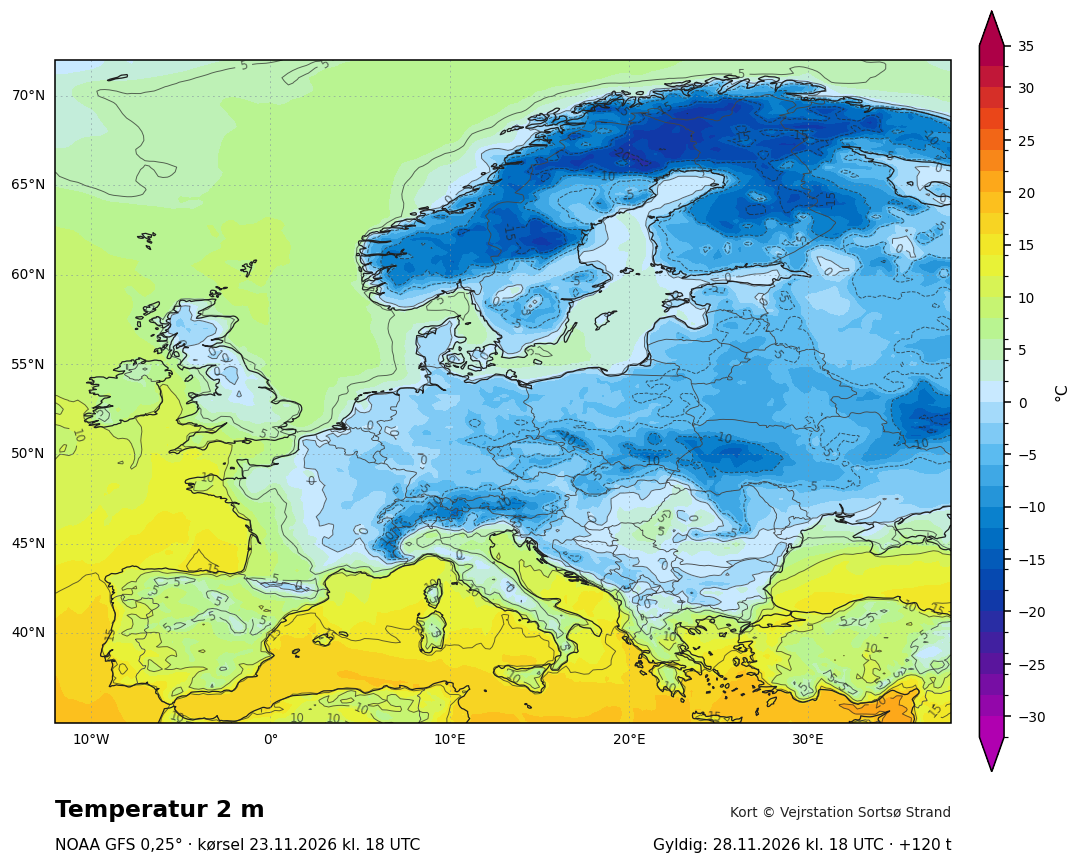 70°N
65°N
60°N
55°N
50°N
45°N
40°N
10°W
0°
10°E
20°E
30°E
35
30
25
20
15
10
5
0
−5
−10
−15
−20
−25
−30
°C
Temperatur 2 m
Kort © Vejrstation Sortsø Strand
NOAA GFS 0,25° · kørsel 23.11.2026 kl. 18 UTC
Gyldig: 28.11.2026 kl. 18 UTC · +120 t